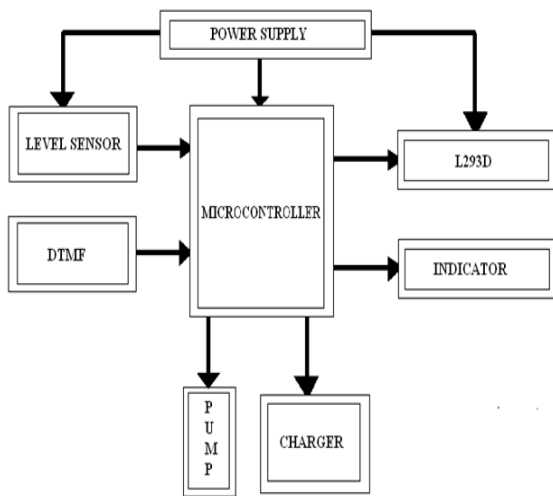 POWER SUPPLY
LEVEL SENSOR
L293D
MICROCONTROLLER
DTMF
INDICATOR
P
U
M
P
CHARGER